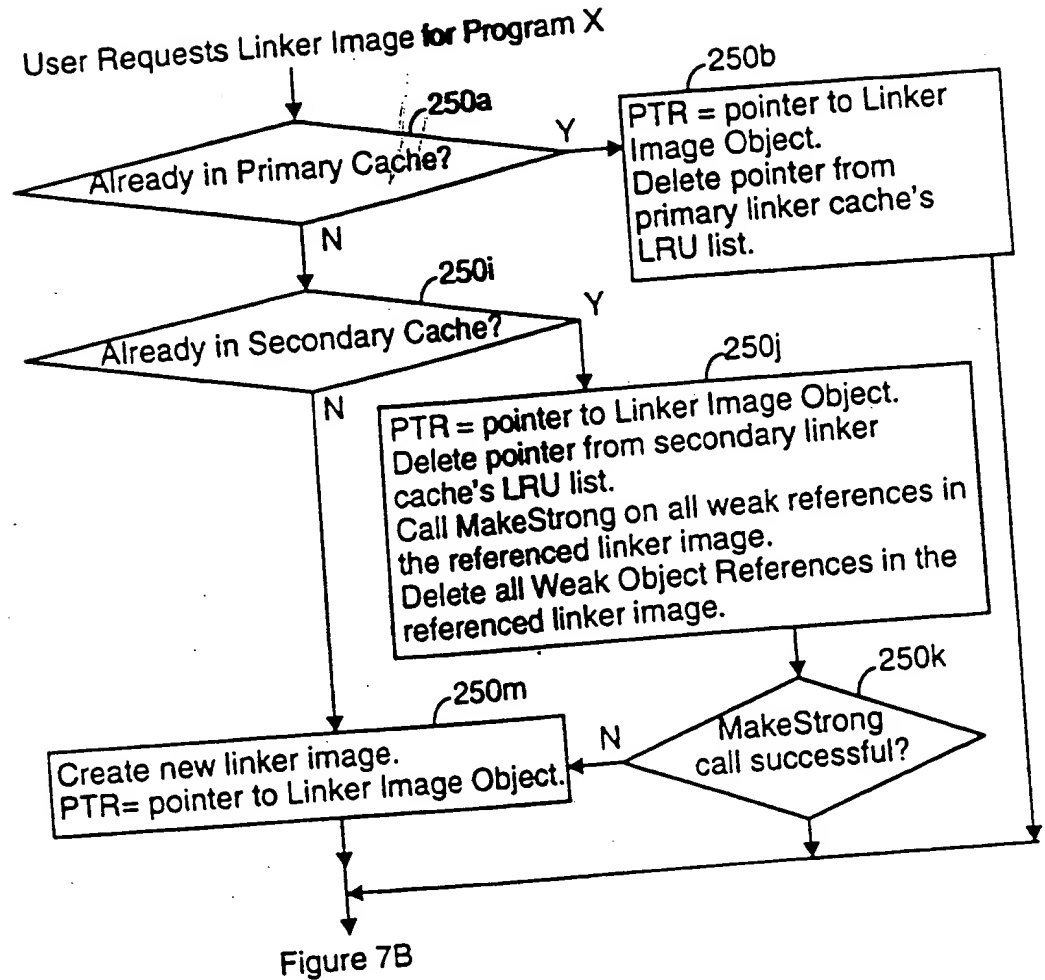 User Requests Linker Image for Program X
250a
Already in Primary Cache?
Y
N
250b
PTR = pointer to Linker
Image Object.
Delete pointer from
primary linker cache's
LRU list.
250i
Already in Secondary Cache?
Y
N
250j
PTR = pointer to Linker Image Object.
Delete pointer from secondary linker
cache's LRU list.
Call MakeStrong on all weak references in
the referenced linker image.
Delete all Weak Object References in the
referenced linker image.
250k
MakeStrong
call successful?
N
250m
Create new linker image.
PTR= pointer to Linker Image Object.
Figure 7B